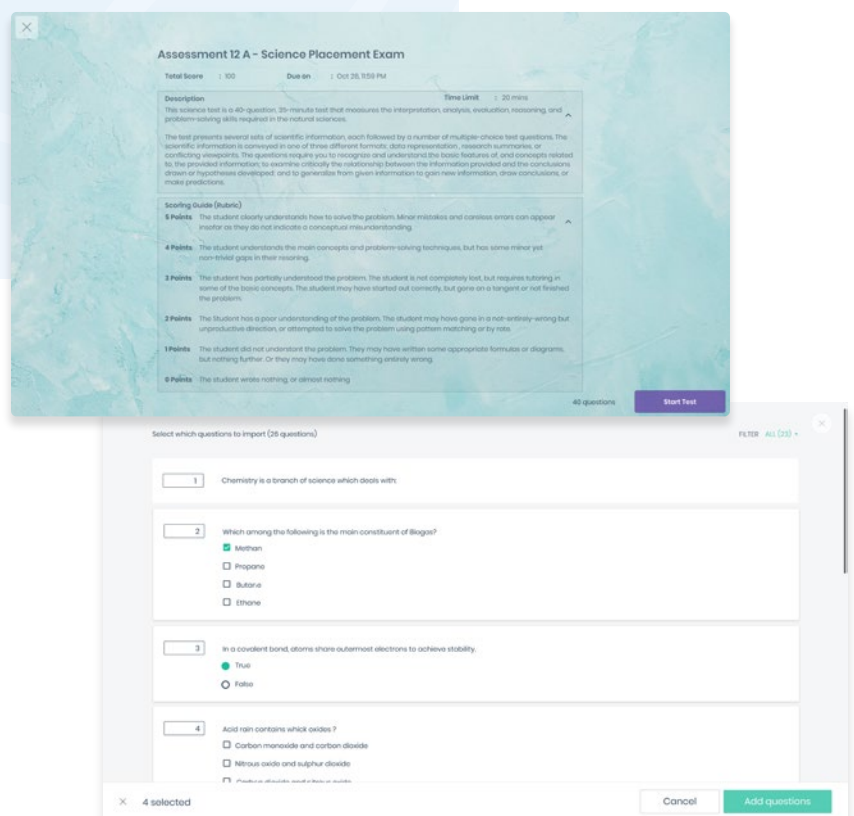 Assessment 12 A - Science Placement Exam
Total Score : 100 Due on : Oct 28, 11:59 PM
Description Time Limit : 20 mins
This science test is a 40-question, 35-minute test that measures the interpretation, analysis, evaluation, reasoning, and
problem-solving skills required in the natural sciences.
The test presents several sets of scientific information, each followed by a number of multiple-choice test questions. The
scientific information is conveyed in one of three different formats: data representation, research summaries, or
conflicting viewpoints. The questions require you to recognize and understand the basic features of, and concepts related
to, the provided information; to examine critically the relationship between the information provided and the conclusions
drawn or hypotheses developed; and to generalize from given information to gain new information, draw conclusions, or
make predictions.
Scoring Guide (Rubric)
5 Points The student clearly understands how to solve the problem. Minor mistakes and careless errors can appear
insofar as they do not indicate a conceptual misunderstanding.
4 Points The student understands the main concepts and problem-solving techniques, but has some minor yet
non-trivial gaps in their reasoning.
3 Points The student has partially understood the problem. The student is not completely lost, but requires tutoring in
some of the basic concepts. The student may have started out correctly, but gone on a tangent or not finished
the problem.
2 Points The Student has a poor understanding of the problem. The student may have gone in a not-entirely-wrong but
unproductive direction, or attempted to solve the problem using pattern matching or by rote.
1 Points The student did not understand the problem. They may have written some appropriate formulas or diagrams,
but nothing further. Or they may have done something entirely wrong.
0 Points The student wrote nothing, or almost nothing
40 questions Start Test
Select which questions to import (26 questions) FILTER ALL (23)
1 Chemistry is a branch of science which deals with:
2 Which among the following is the main constituent of Biogas?
Methan
Propane
Butane
Ethane
3 In a covalent bond, atoms share outermost electrons to achieve stability.
True
False
4 Acid rain contains whick oxides ?
Carbon monoxide and carbon dioxide
Nitrous oxide and sulphur dioxide
Carbon dioxide and nitrous oxide
4 selected Cancel Add questions